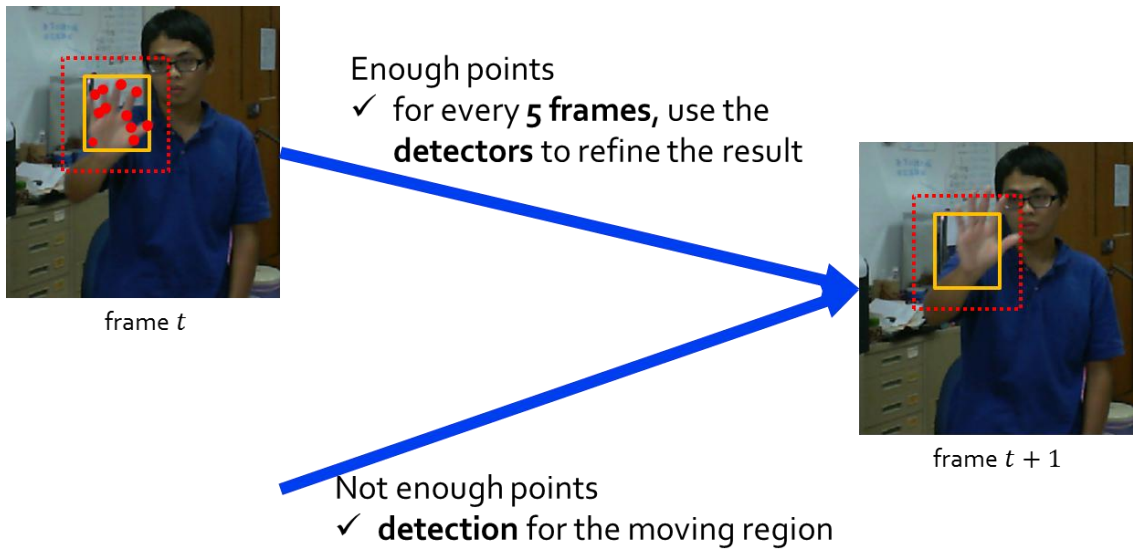 Enough points
✓ for every 5 frames, use the
detectors to refine the result
frame t
frame t + 1
Not enough points
✓ detection for the moving region